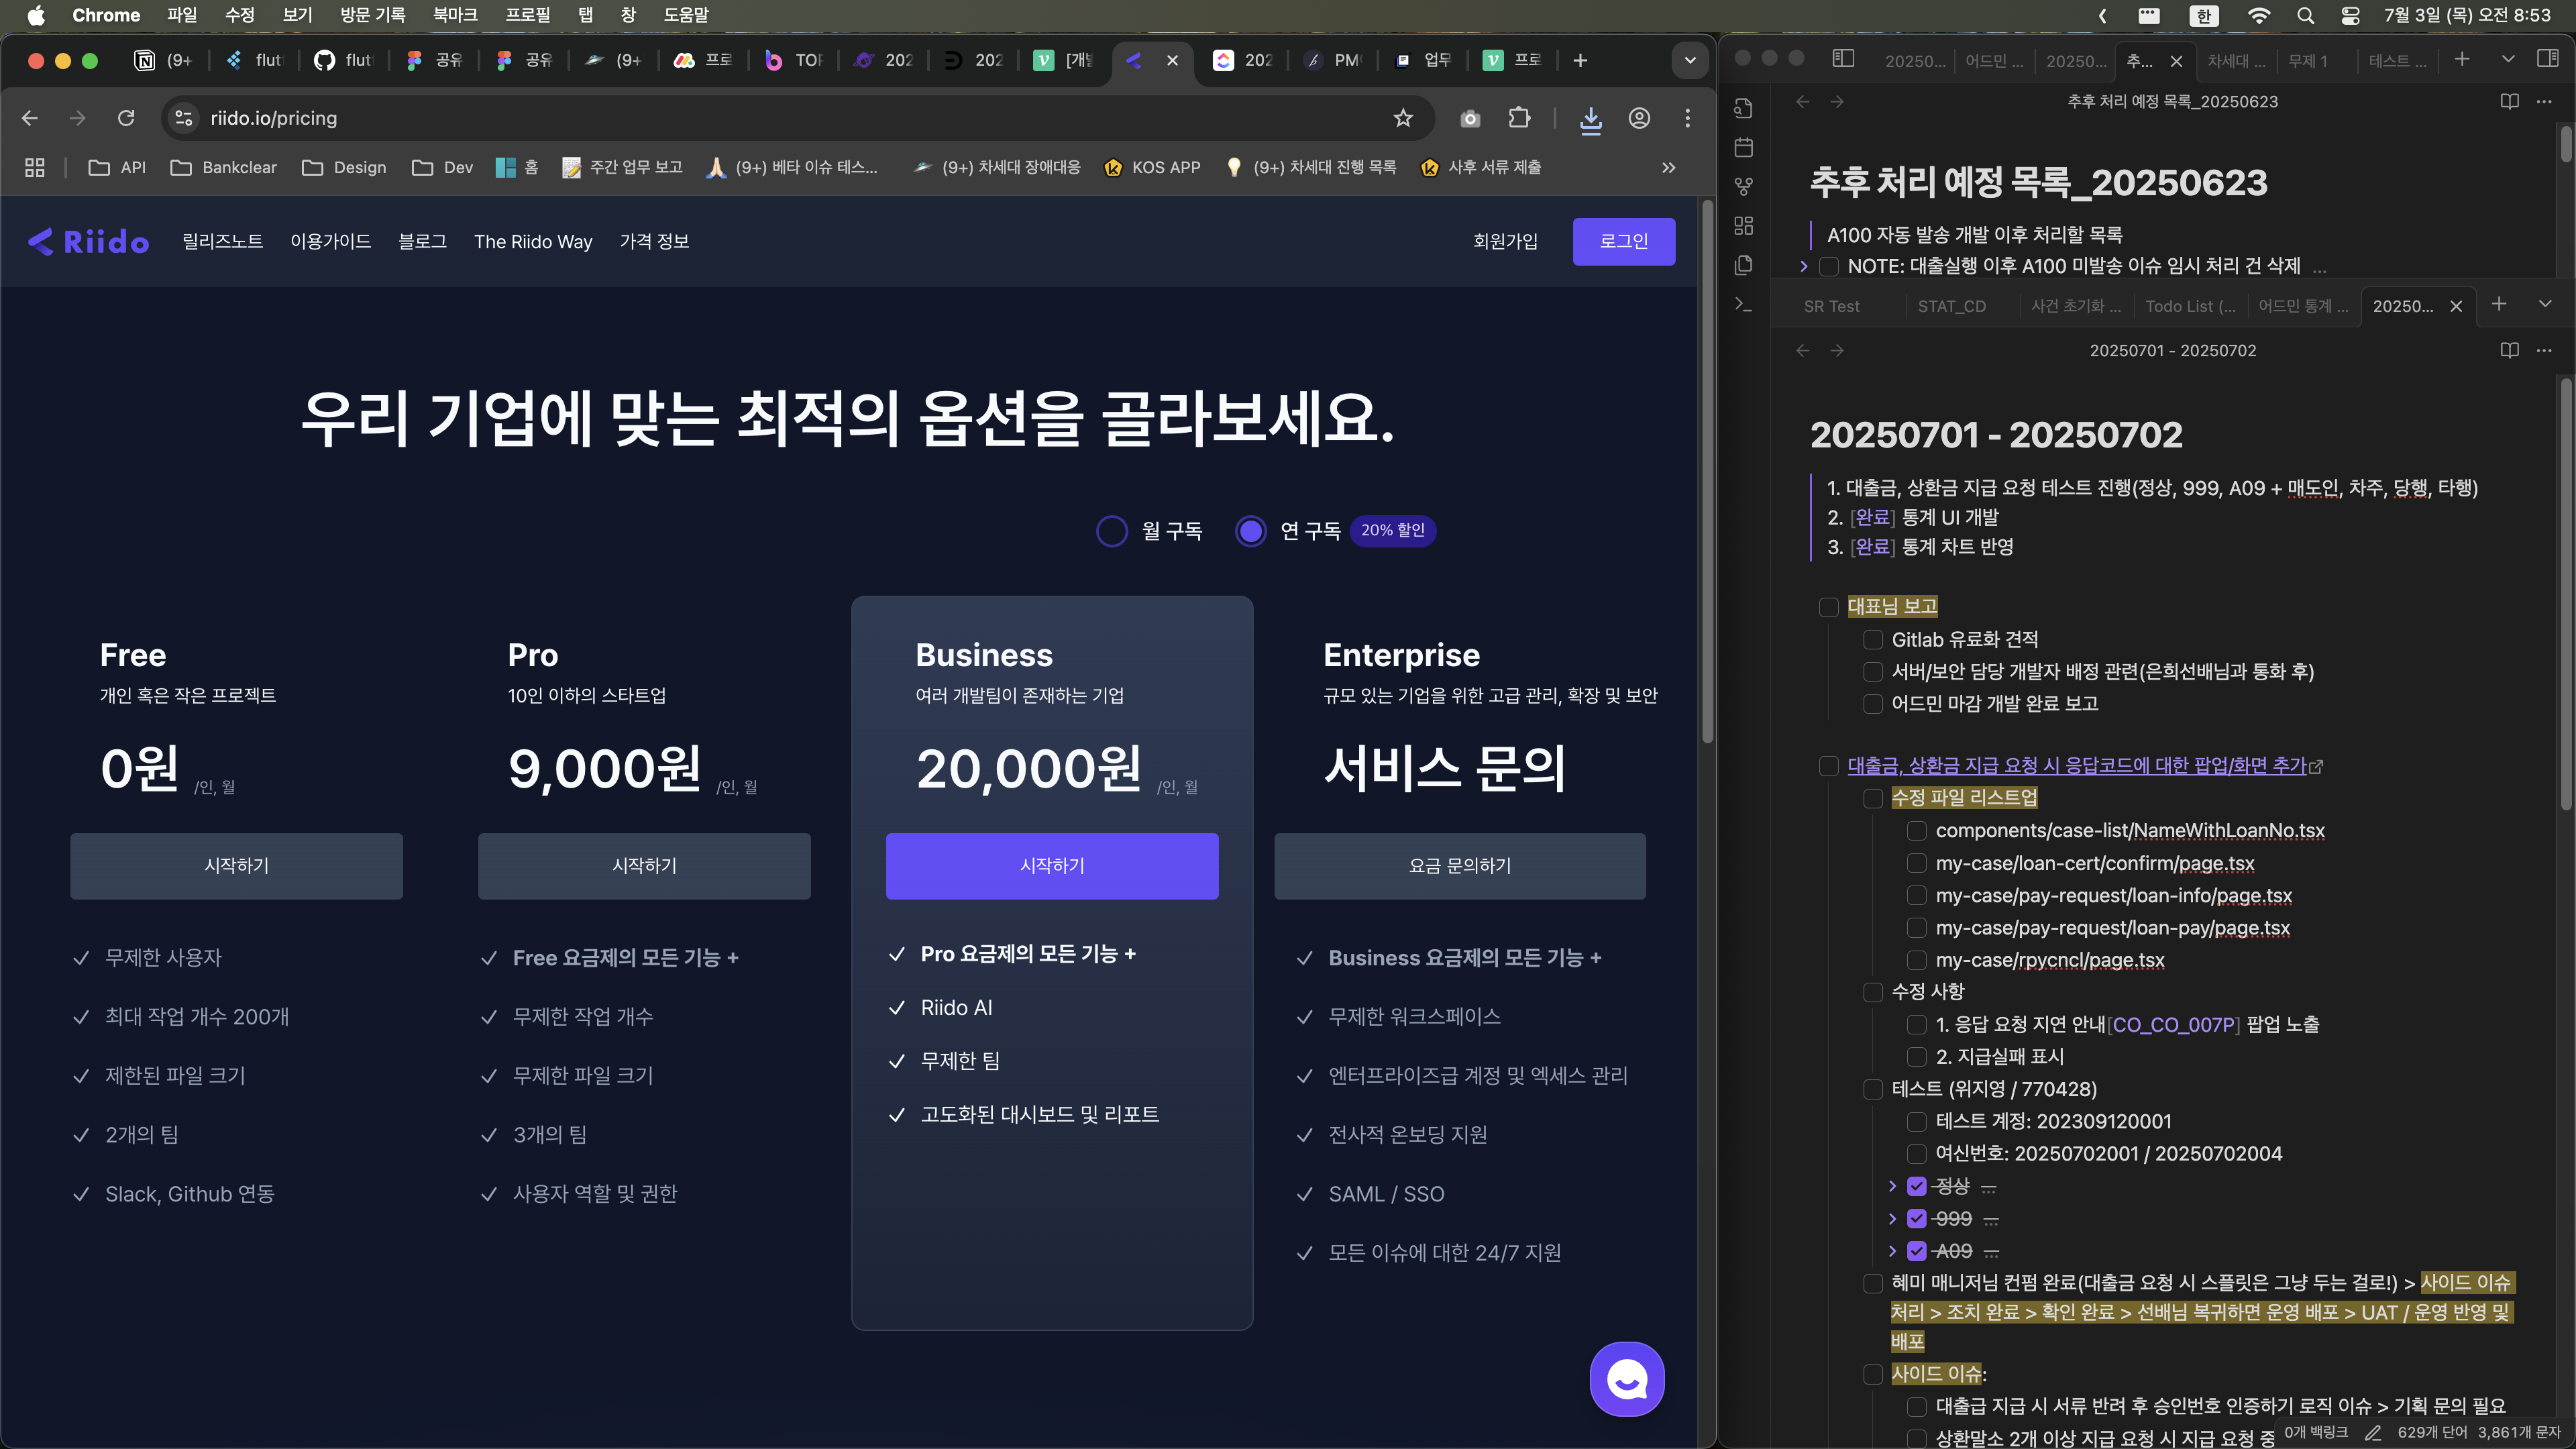 Chrome 파일 수정 보기 방문 기록 북마크 프로필 탭 창 도움말
한 7월 3일 (목) 오전 8:53
(9+ flut flut 공유 공유 (9+ 프로 TOP 202 202 [개발 202 PM 업무 프로
riido.io/pricing
API Bankclear Design Dev 홈 주간 업무 보고 (9+) 베타 이슈 테스... (9+) 차세대 장애대응 KOS APP (9+) 차세대 진행 목록 사후 서류 제출
Riido 릴리즈노트 이용가이드 블로그 The Riido Way 가격 정보 회원가입 로그인
우리 기업에 맞는 최적의 옵션을 골라보세요.
월 구독 연 구독 20% 할인
Free
개인 혹은 작은 프로젝트
0원 /인, 월
시작하기
무제한 사용자
최대 작업 개수 200개
제한된 파일 크기
2개의 팀
Slack, Github 연동
Pro
10인 이하의 스타트업
9,000원 /인, 월
시작하기
Free 요금제의 모든 기능 +
무제한 작업 개수
무제한 파일 크기
3개의 팀
사용자 역할 및 권한
Business
여러 개발팀이 존재하는 기업
20,000원 /인, 월
시작하기
Pro 요금제의 모든 기능 +
Riido AI
무제한 팀
고도화된 대시보드 및 리포트
Enterprise
규모 있는 기업을 위한 고급 관리, 확장 및 보안
서비스 문의
요금 문의하기
Business 요금제의 모든 기능 +
무제한 워크스페이스
엔터프라이즈급 계정 및 엑세스 관리
전사적 온보딩 지원
SAML / SSO
모든 이슈에 대한 24/7 지원
20250... 어드민 ... 20250... 추... 차세대 ... 무제 1 테스트 ...
추후 처리 예정 목록_20250623
추후 처리 예정 목록_20250623
A100 자동 발송 개발 이후 처리할 목록
NOTE: 대출실행 이후 A100 미발송 이슈 임시 처리 건 삭제 ...
SR Test STAT_CD 사건 초기화 ... Todo List (... 어드민 통계 ... 20250...
20250701 - 20250702
20250701 - 20250702
1. 대출금, 상환금 지급 요청 테스트 진행(정상, 999, A09 + 매도인, 차주, 당행, 타행)
2. [완료] 통계 UI 개발
3. [완료] 통계 차트 반영
대표님 보고
Gitlab 유료화 견적
서버/보안 담당 개발자 배정 관련(은희선배님과 통화 후)
어드민 마감 개발 완료 보고
대출금, 상환금 지급 요청 시 응답코드에 대한 팝업/화면 추가
수정 파일 리스트업
components/case-list/NameWithLoanNo.tsx
my-case/loan-cert/confirm/page.tsx
my-case/pay-request/loan-info/page.tsx
my-case/pay-request/loan-pay/page.tsx
my-case/rpycncl/page.tsx
수정 사항
1. 응답 요청 지연 안내[CO_CO_007P] 팝업 노출
2. 지급실패 표시
테스트 (위지영 / 770428)
테스트 계정: 202309120001
여신번호: 20250702001 / 20250702004
정상 ...
999 ...
A09 ...
혜미 매니저님 컨펌 완료(대출금 요청 시 스플릿은 그냥 두는 걸로!) > 사이드 이슈
처리 > 조치 완료 > 확인 완료 > 선배님 복귀하면 운영 배포 > UAT / 운영 반영 및
배포
사이드 이슈:
대출급 지급 시 서류 반려 후 승인번호 인증하기 로직 이슈 > 기획 문의 필요
상환말소 2개 이상 지급 요청 시 지급 요청 중
0개 백링크 629개 단어 3,861개 문자